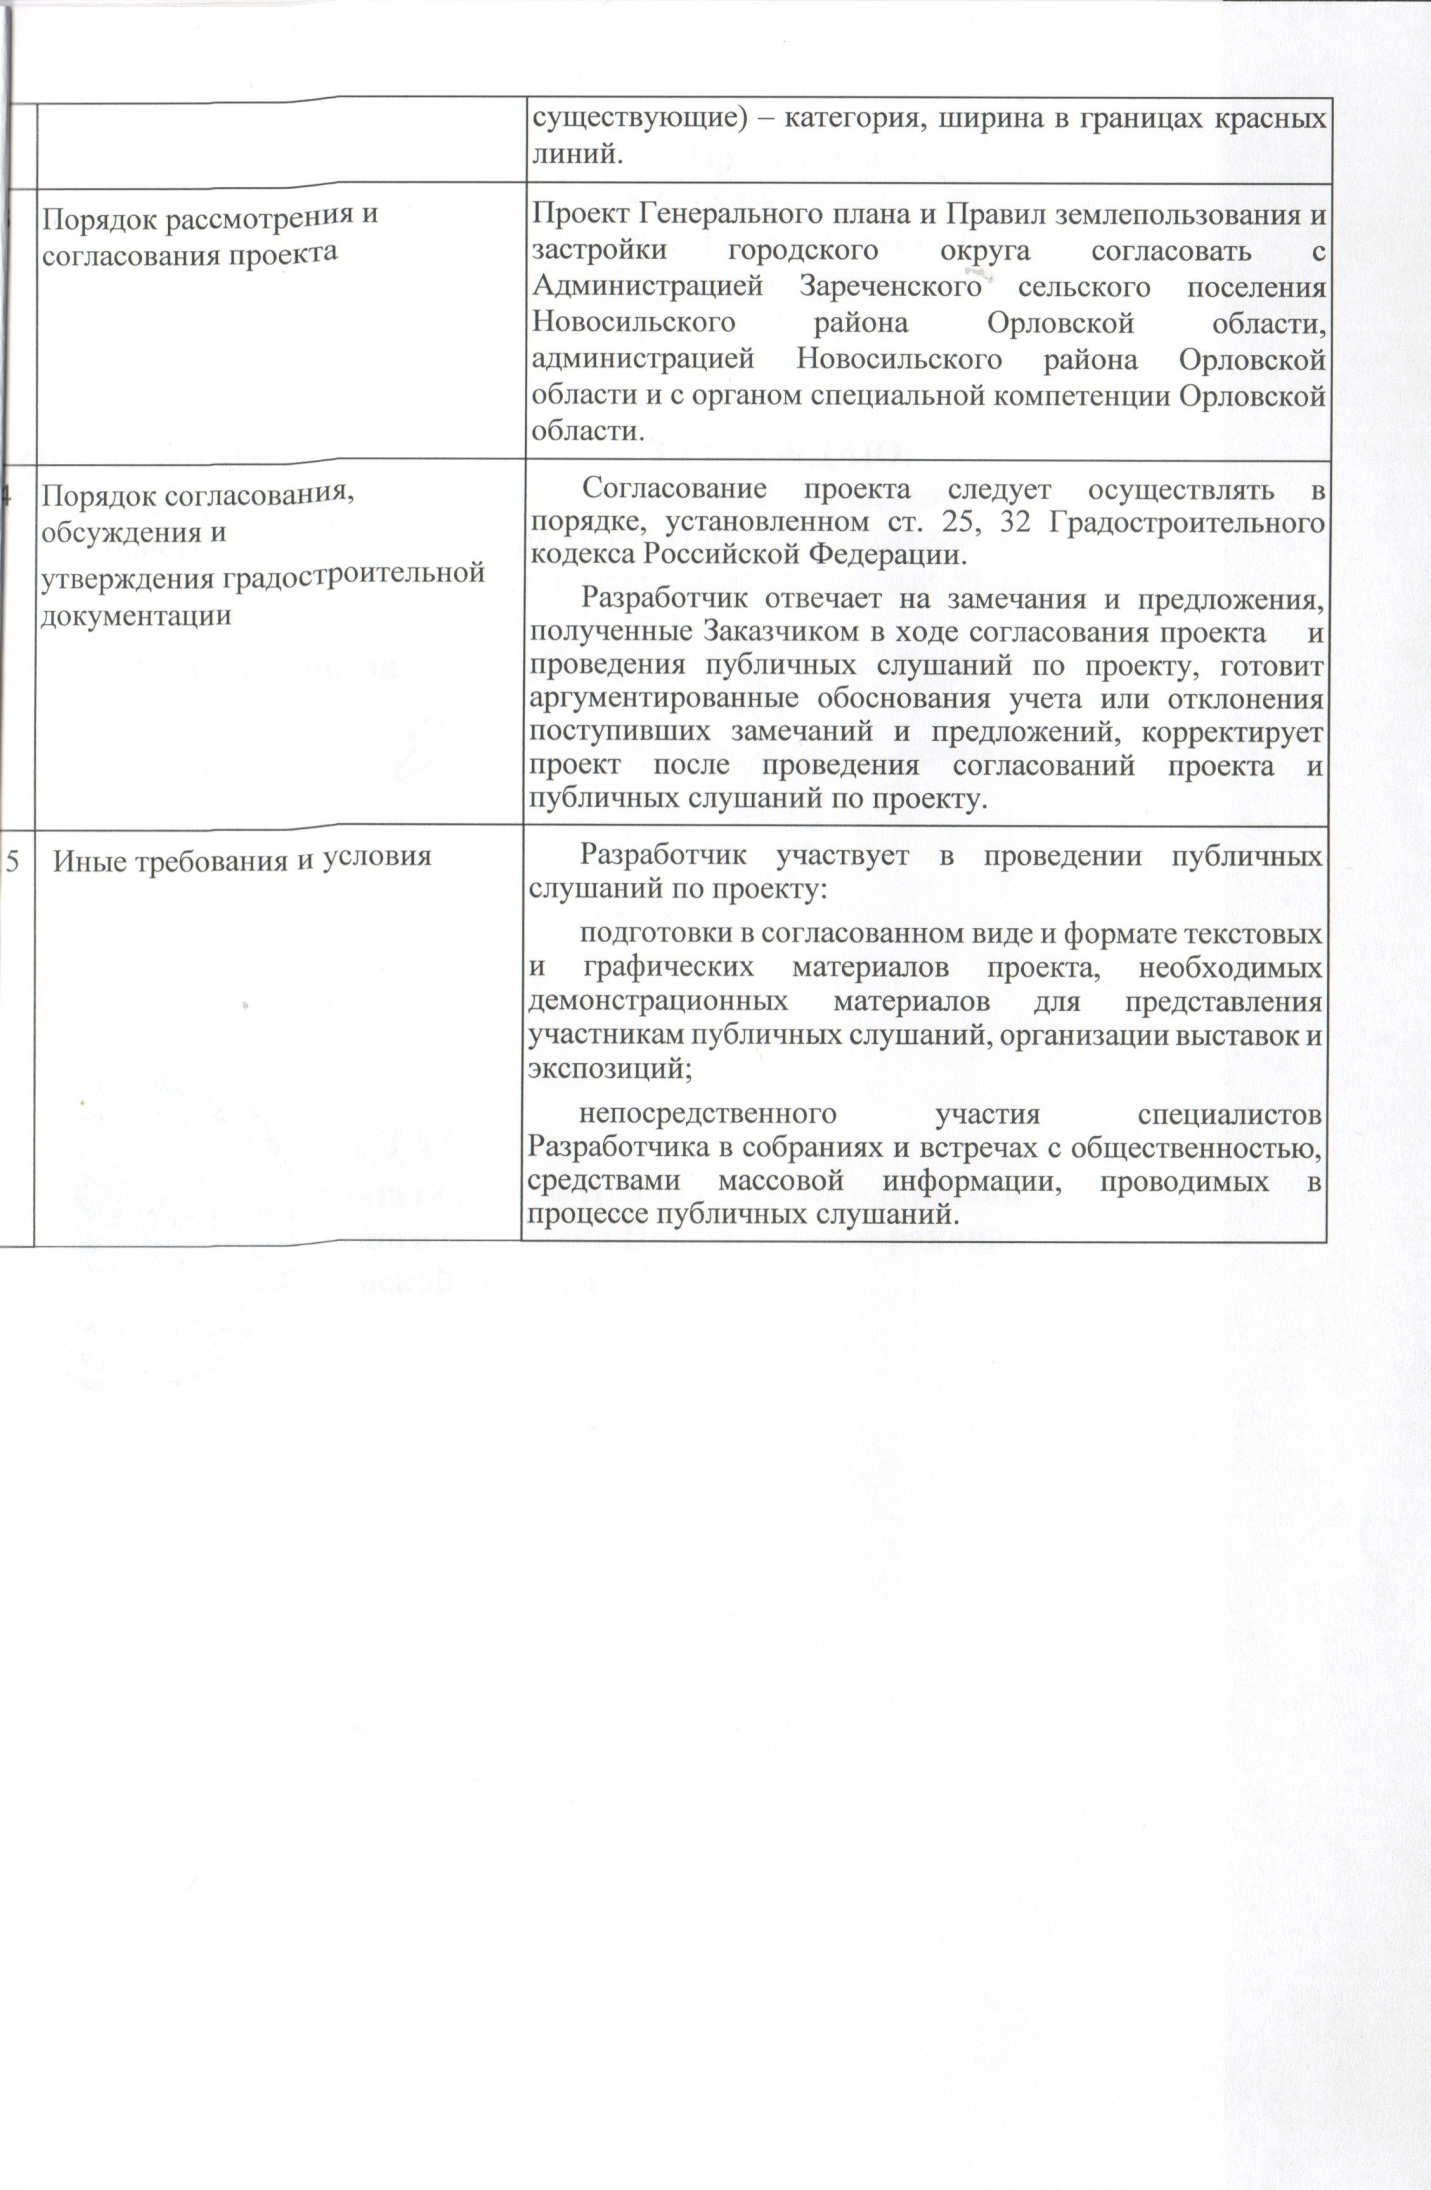 существующие) – категория, ширина в границах красных
линий.
Порядок рассмотрения и
согласования проекта
Проект Генерального плана и Правил землепользования и
застройки городского округа согласовать с
Администрацией Зареченского сельского поселения
Новосильского района Орловской области,
администрацией Новосильского района Орловской
области и с органом специальной компетенции Орловской
области.
4
Порядок согласования,
обсуждения и
утверждения градостроительной
документации
Согласование проекта следует осуществлять в
порядке, установленном ст. 25, 32 Градостроительного
кодекса Российской Федерации.
Разработчик отвечает на замечания и предложения,
полученные Заказчиком в ходе согласования проекта и
проведения публичных слушаний по проекту, готовит
аргументированные обоснования учета или отклонения
поступивших замечаний и предложений, корректирует
проект после проведения согласований проекта и
публичных слушаний по проекту.
5
Иные требования и условия
Разработчик участвует в проведении публичных
слушаний по проекту:
подготовки в согласованном виде и формате текстовых
и графических материалов проекта, необходимых
демонстрационных материалов для представления
участникам публичных слушаний, организации выставок и
экспозиций;
непосредственного участия специалистов
Разработчика в собраниях и встречах с общественностью,
средствами массовой информации, проводимых в
процессе публичных слушаний.